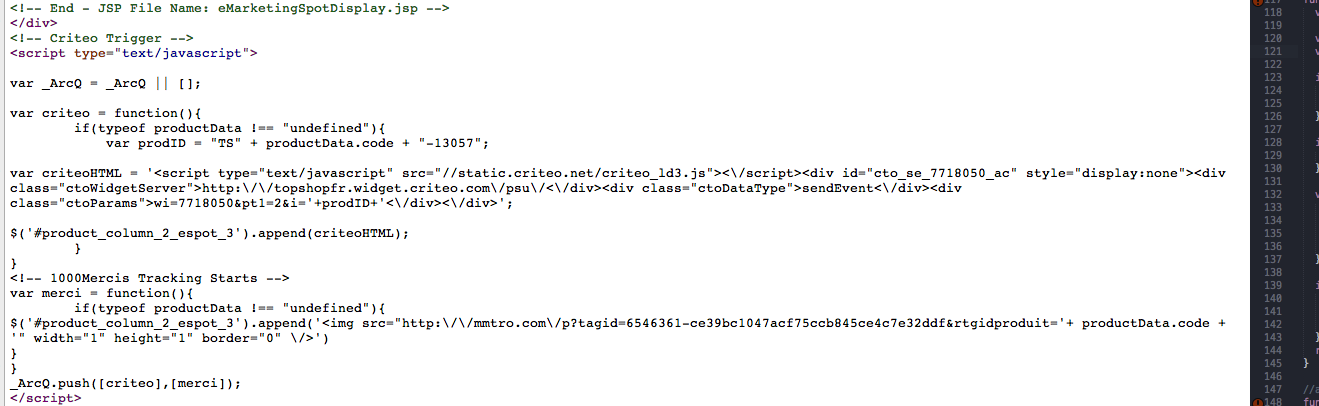 <!-- End - JSP File Name: eMarketingSpotDisplay.jsp -->
</div>
<!-- Criteo Trigger -->
<script type="text/javascript">
var _ArcQ = _ArcQ || [];
var criteo = function(){
if(typeof productData !== "undefined"){
var prodID = "TS" + productData.code + "-13057";
var criteoHTML = '<script type="text/javascript" src="//static.criteo.net/criteo_ld3.js"><\/script><div id="cto_se_7718050_ac" style="display:none"><div
class="ctoWidgetServer">http:\/\/topshopfr.widget.criteo.com\/psu\/<\/div><div class="ctoDataType">sendEvent<\/div><div
class="ctoParams">wi=7718050&pt1=2&i='+prodID+'<\/div><\/div>';
$('#product_column_2_espot_3').append(criteoHTML);
}
}
<!-- 1000Mercis Tracking Starts -->
var merci = function(){
if(typeof productData !== "undefined"){
$('#product_column_2_espot_3').append('<img src="http:\/\/mmtro.com\/p?tagid=6546361-ce39bc1047acf75ccb845ce4c7e32ddf&rtgidproduit='+ productData.code +
'" width="1" height="1" border="0" \/>')
}
}
_ArcQ.push([criteo],[merci]);
</script>
118
119
120
121
122
123
124
125
126 }
127
128
129
130 }
131
132
133
134
135
136
137 }
138
139
140
141
142
143 }
144
145 }
146
147 //
148 fun